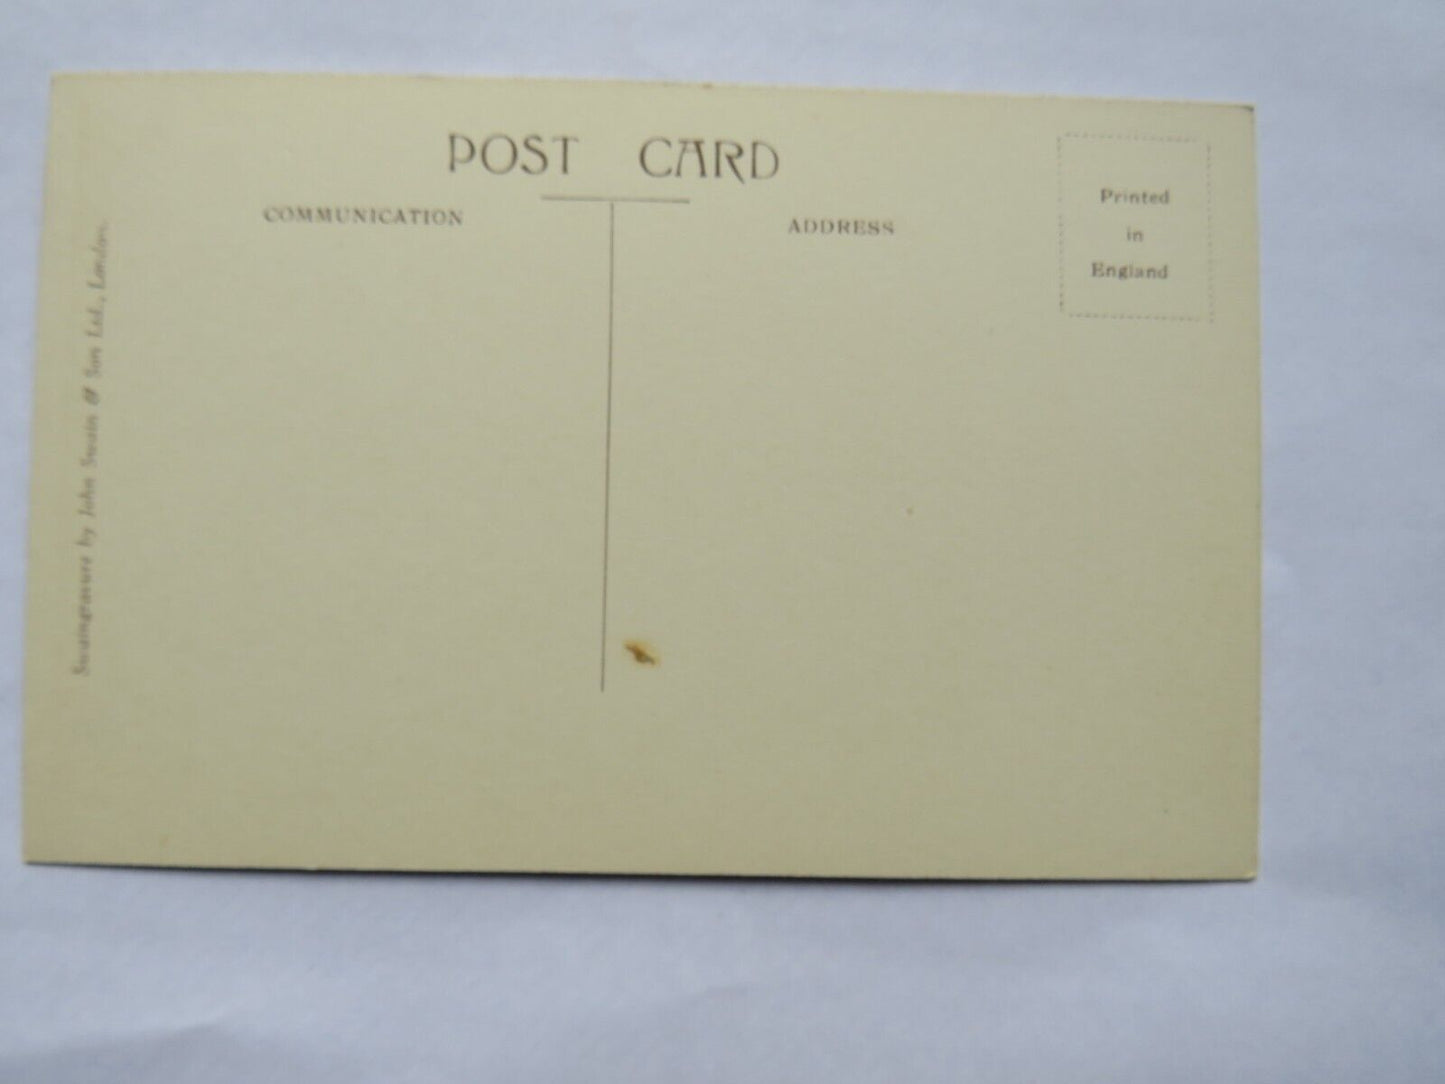 POST CARD
COMMUNICATION
ADDRESS
Printed
in
England
Swaingravure by John Swain & Son Ltd., London.